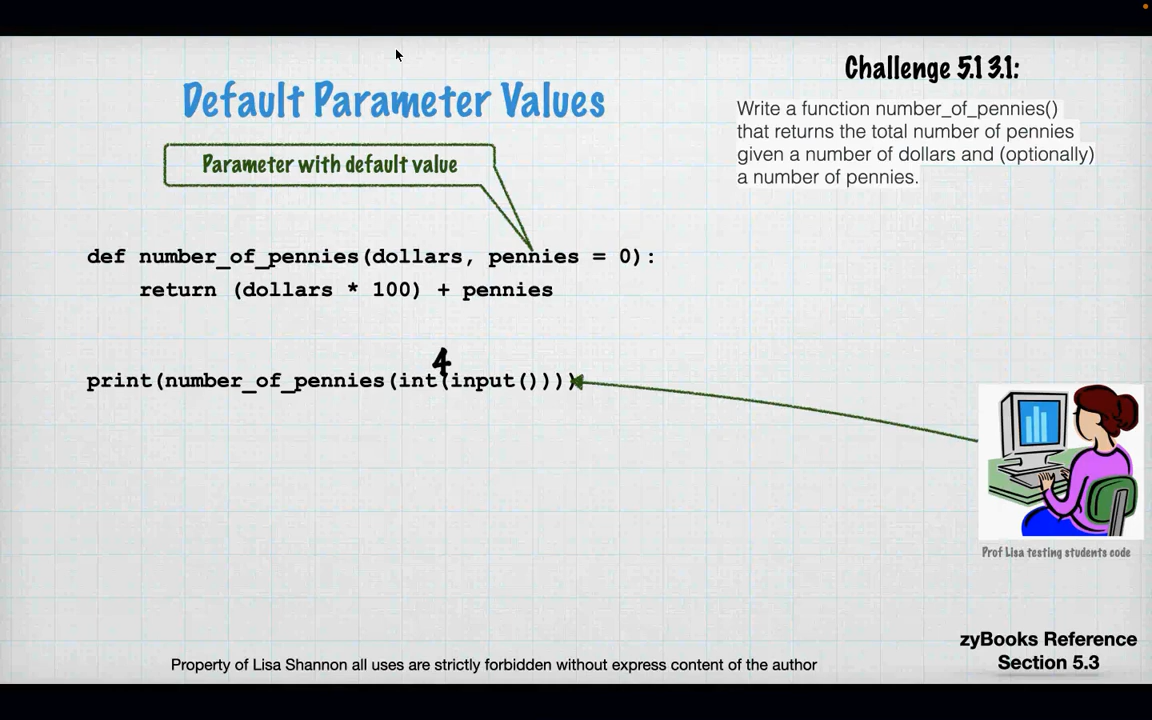 Default Parameter Values
Parameter with default value
def number_of_pennies(dollars, pennies = 0):
return (dollars * 100) + pennies
4
print(number_of_pennies(int(input())))
Challenge 5.1 3.1:
Write a function number_of_pennies()
that returns the total number of pennies
given a number of dollars and (optionally)
a number of pennies.
Prof Lisa testing students code
zyBooks Reference
Section 5.3
Property of Lisa Shannon all uses are strictly forbidden without express content of the author